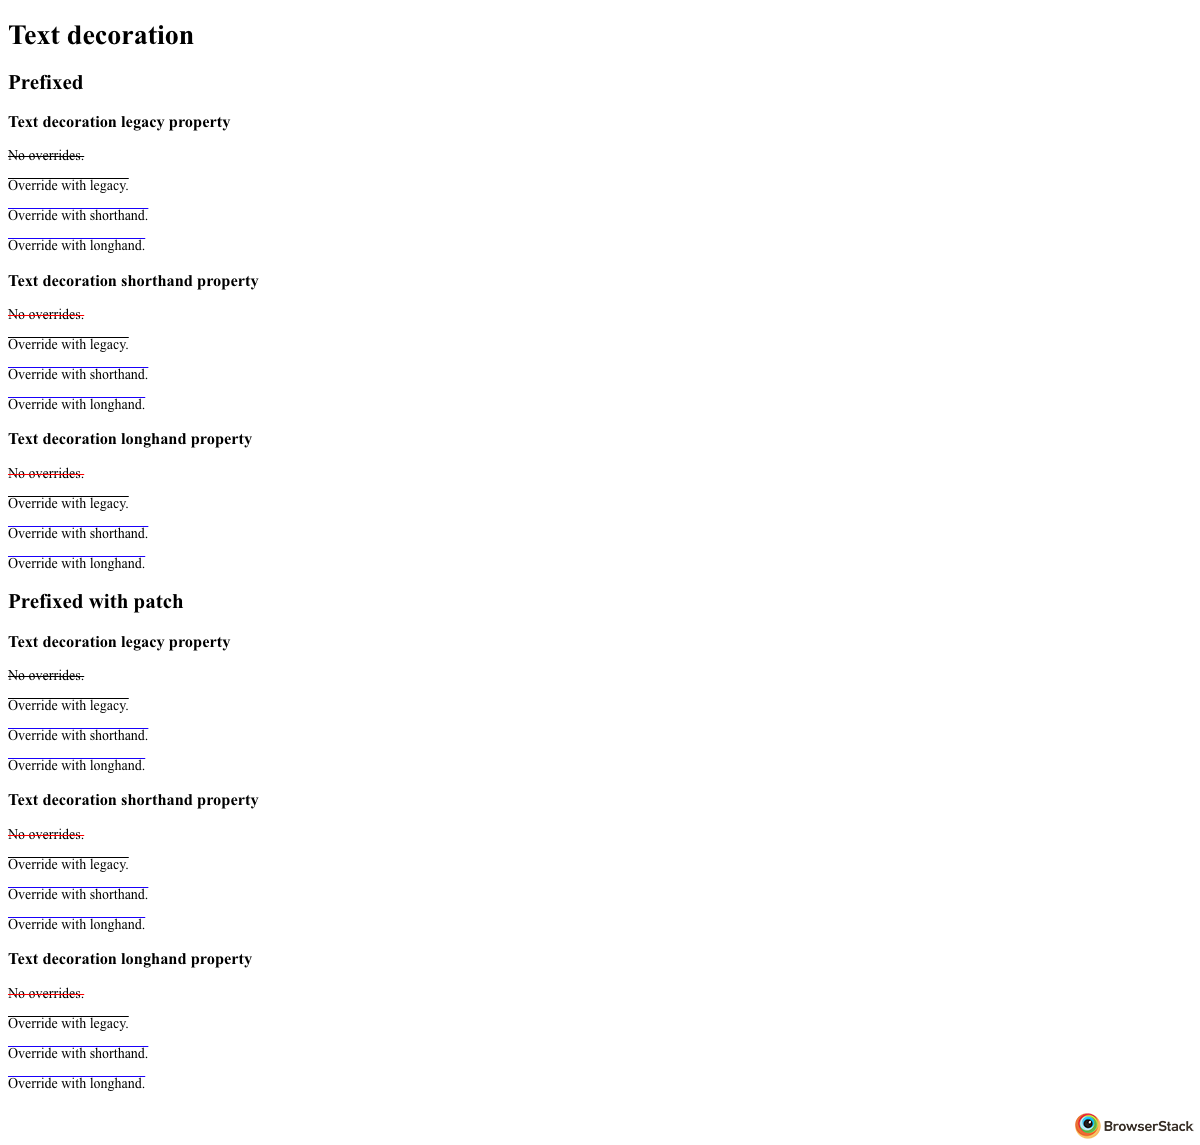 Text decoration
Prefixed
Text decoration legacy property
No overrides.
Override with legacy.
Override with shorthand.
Override with longhand.
Text decoration shorthand property
No overrides.
Override with legacy.
Override with shorthand.
Override with longhand.
Text decoration longhand property
No overrides.
Override with legacy.
Override with shorthand.
Override with longhand.
Prefixed with patch
Text decoration legacy property
No overrides.
Override with legacy.
Override with shorthand.
Override with longhand.
Text decoration shorthand property
No overrides.
Override with legacy.
Override with shorthand.
Override with longhand.
Text decoration longhand property
No overrides.
Override with legacy.
Override with shorthand.
Override with longhand.
BrowserStack